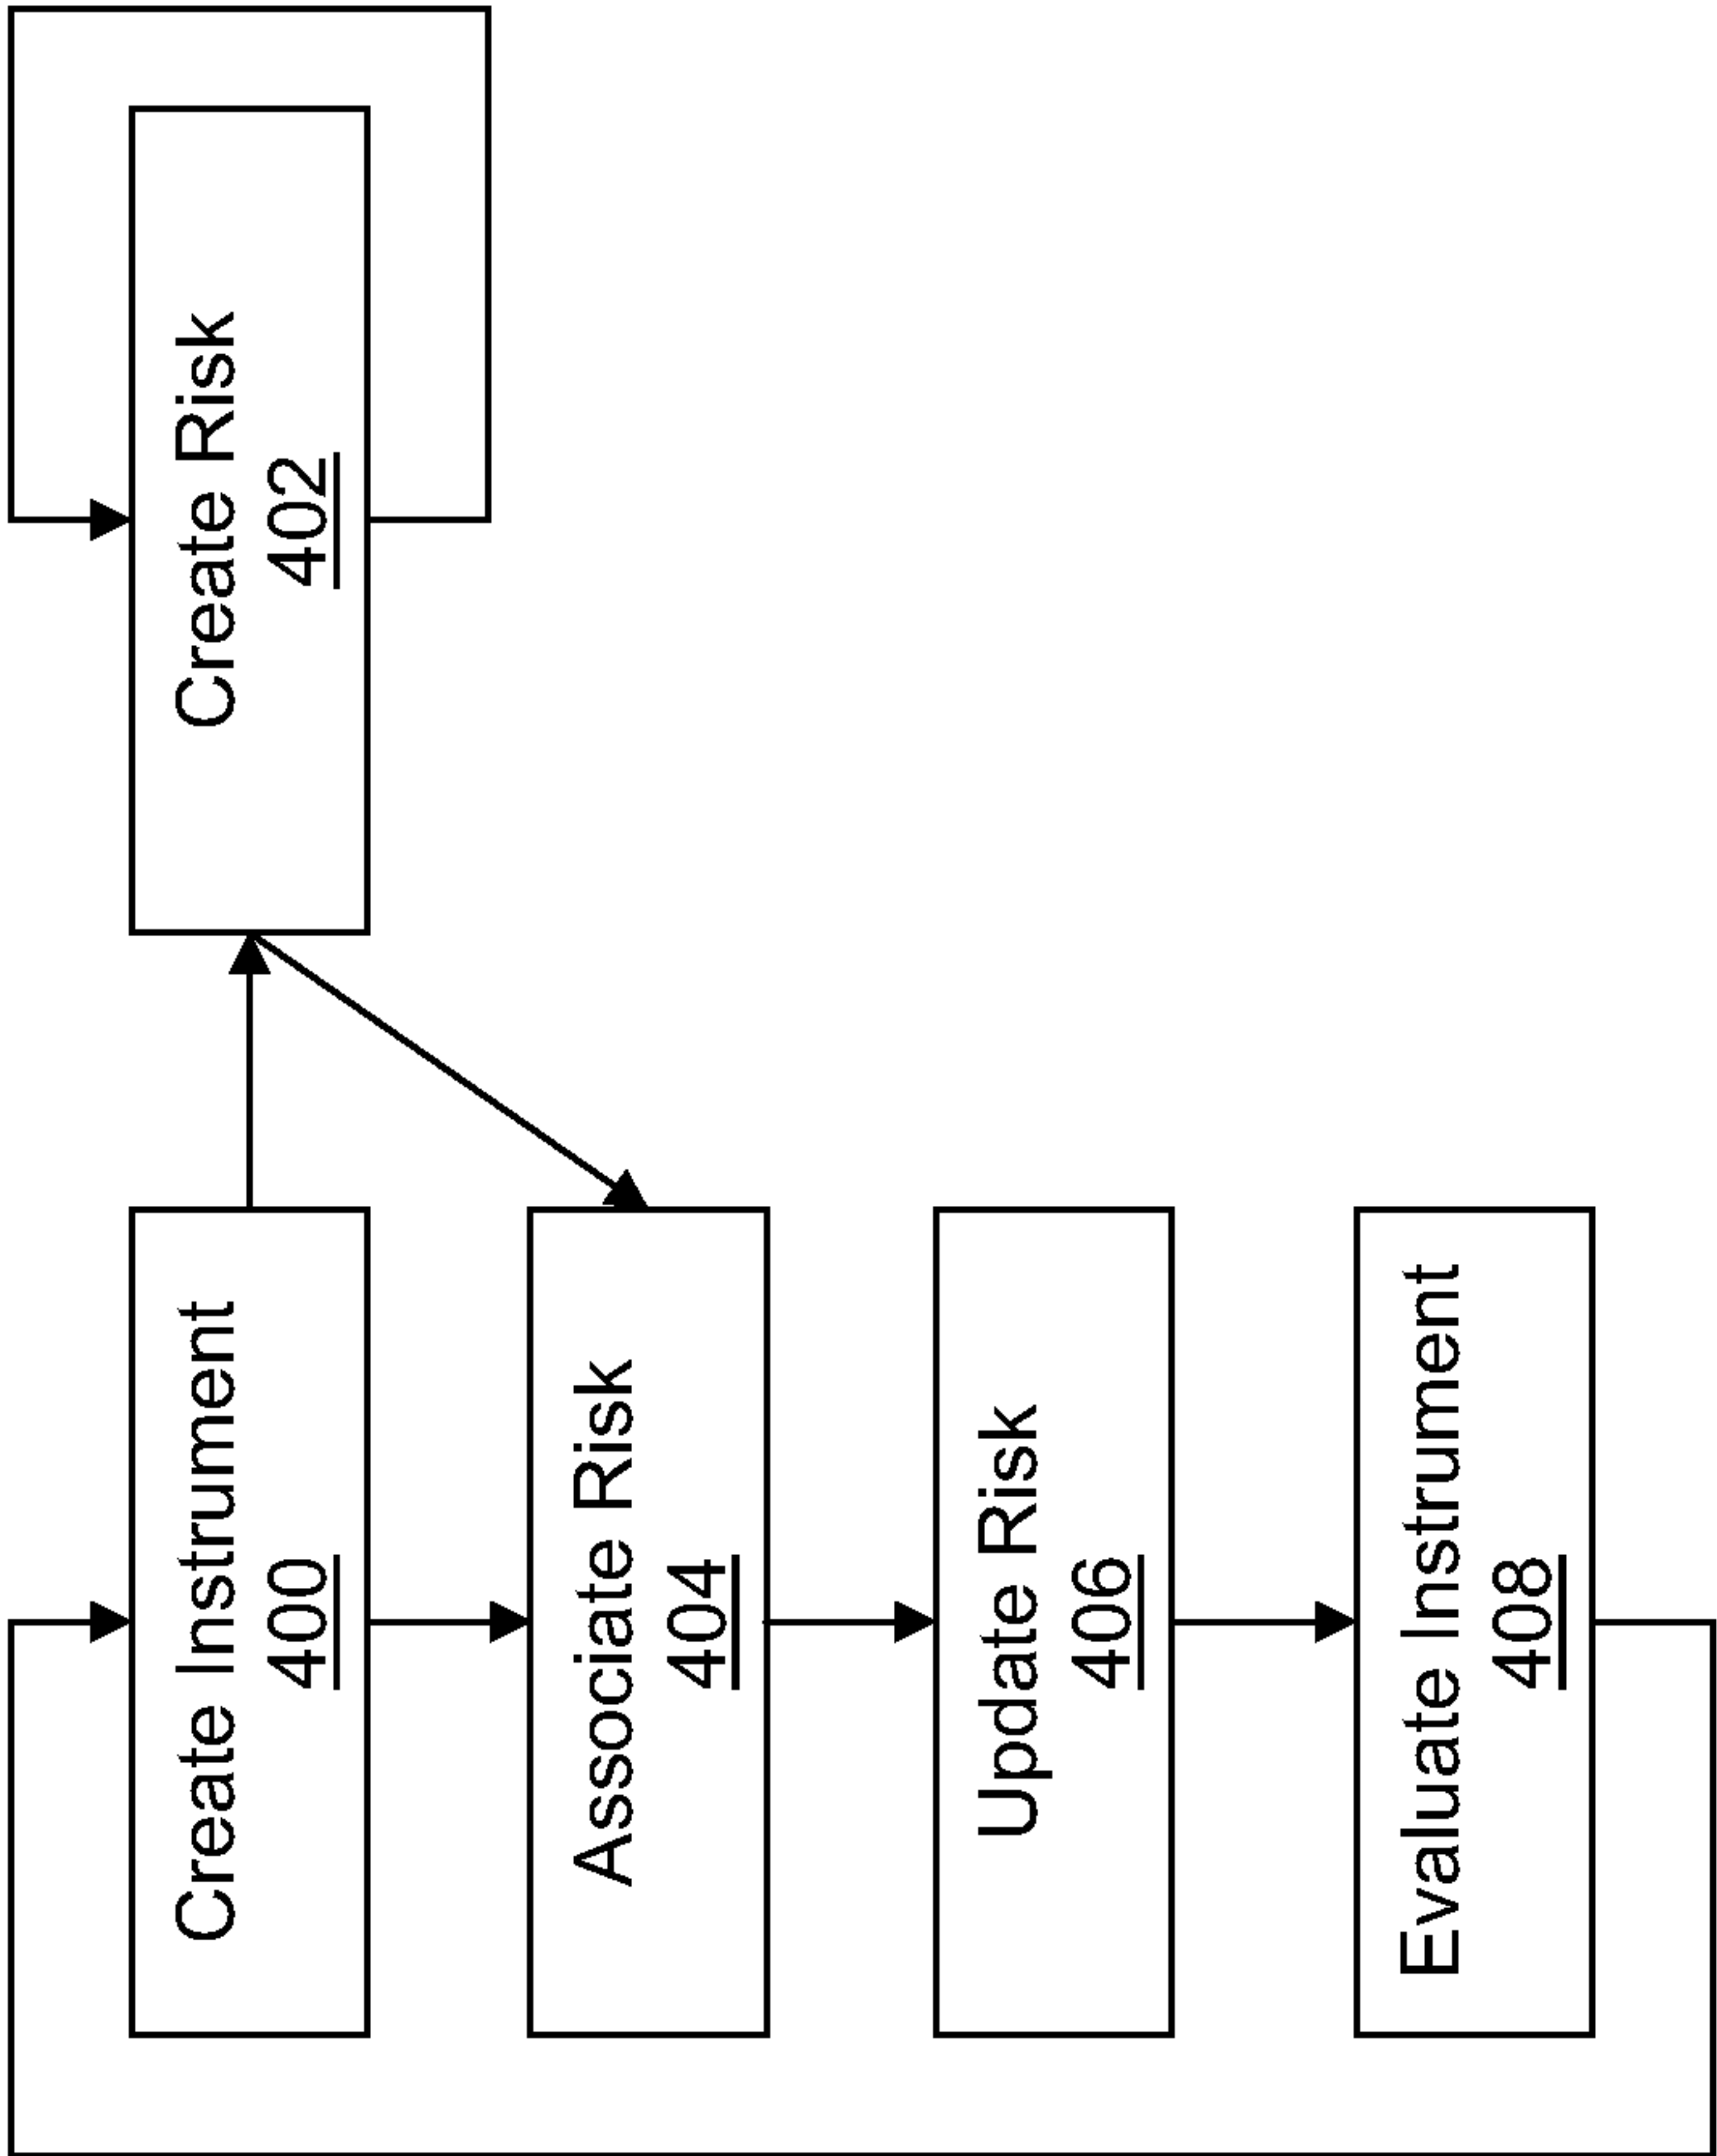 Create Instrument
400
Create Risk
402
Associate Risk
404
Update Risk
406
Evaluate Instrument
408